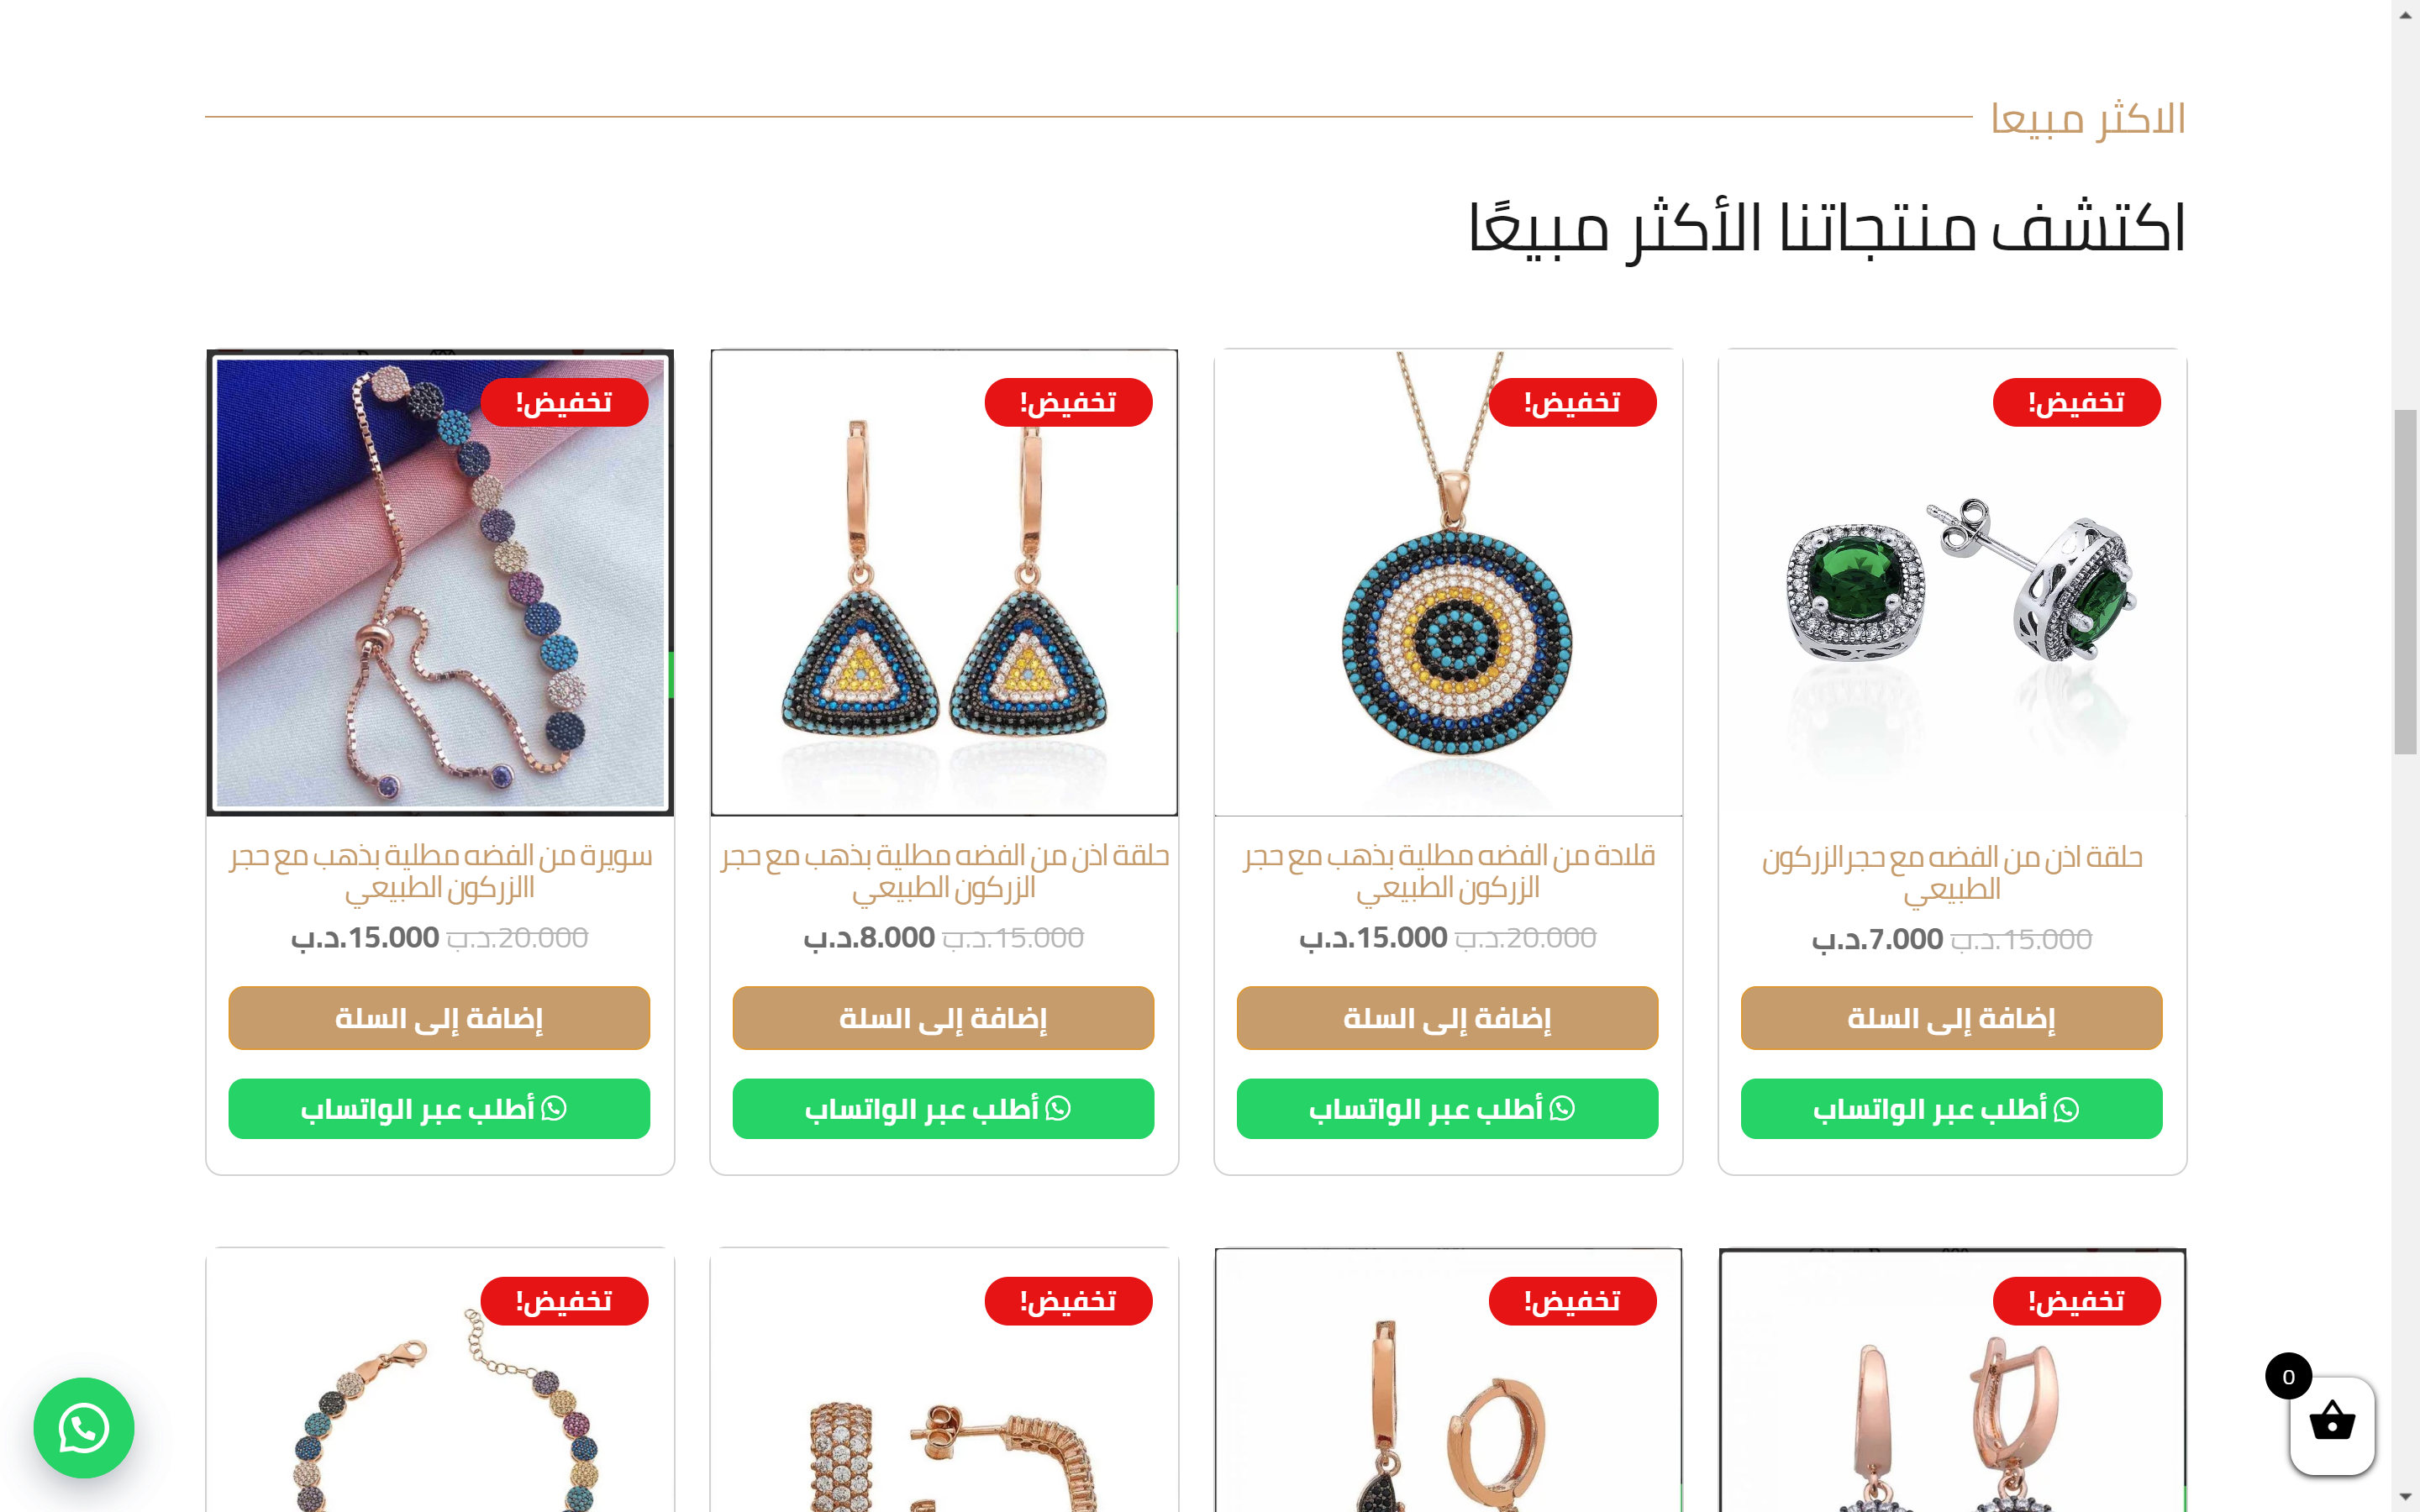 الاكثر مبيعا
اكتشف منتجاتنا الأكثر مبيعًا
تخفيض!
حلقة اذن من الفضه مع حجرالزركون
الطبيعي
15.000.د.ب 7.000.د.ب
إضافة إلى السلة
أطلب عبر الواتساب
تخفيض!
قلادة من الفضه مطلية بذهب مع حجر
الزركون الطبيعي
20.000.د.ب 15.000.د.ب
إضافة إلى السلة
أطلب عبر الواتساب
تخفيض!
حلقة اذن من الفضه مطلية بذهب مع حجر
الزركون الطبيعي
15.000.د.ب 8.000.د.ب
إضافة إلى السلة
أطلب عبر الواتساب
تخفيض!
سويرة من الفضه مطلية بذهب مع حجر
االزركون الطبيعي
20.000.د.ب 15.000.د.ب
إضافة إلى السلة
أطلب عبر الواتساب
تخفيض!
تخفيض!
تخفيض!
تخفيض!
0